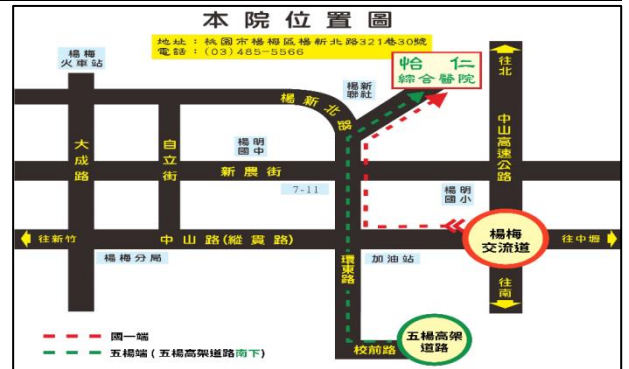 本院位置圖
地址：桃園市楊梅區楊新北路321巷30號
電話：(03)485-5566
楊梅
火車站
怡仁
綜合醫院
往北
楊新
聯社
楊新北路
大成路
自立街
楊明
國中
中山高速公路
新農街
7-11
楊明
國小
往新竹
中山路(縱貫路)
楊梅
交流道
往中壢
楊梅分局
環東路
加油站
往南
國一端
五楊端(五楊高架道路南下)
校前路
五楊高架
道路